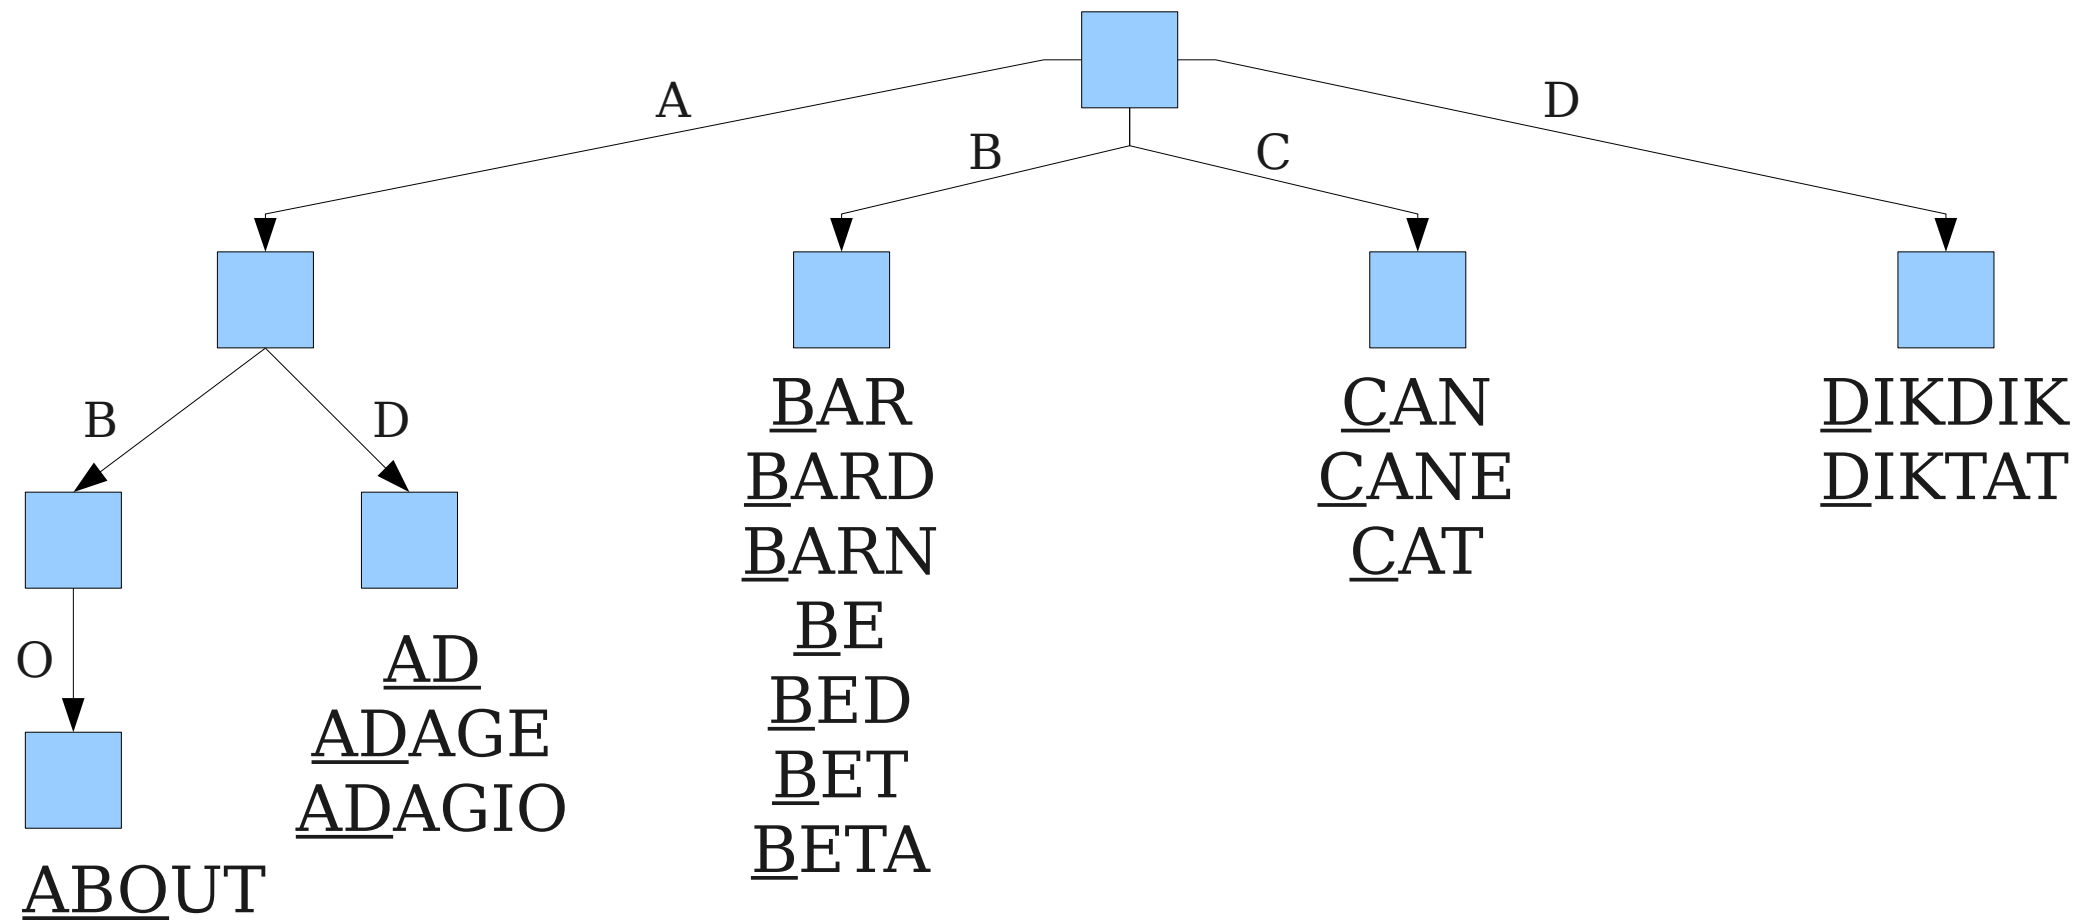 A
D
B
C
B
D
O
ABOUT
AD
ADAGE
ADAGIO
BAR
BARD
BARN
BE
BED
BET
BETA
CAN
CANE
CAT
DIKDIK
DIKTAT